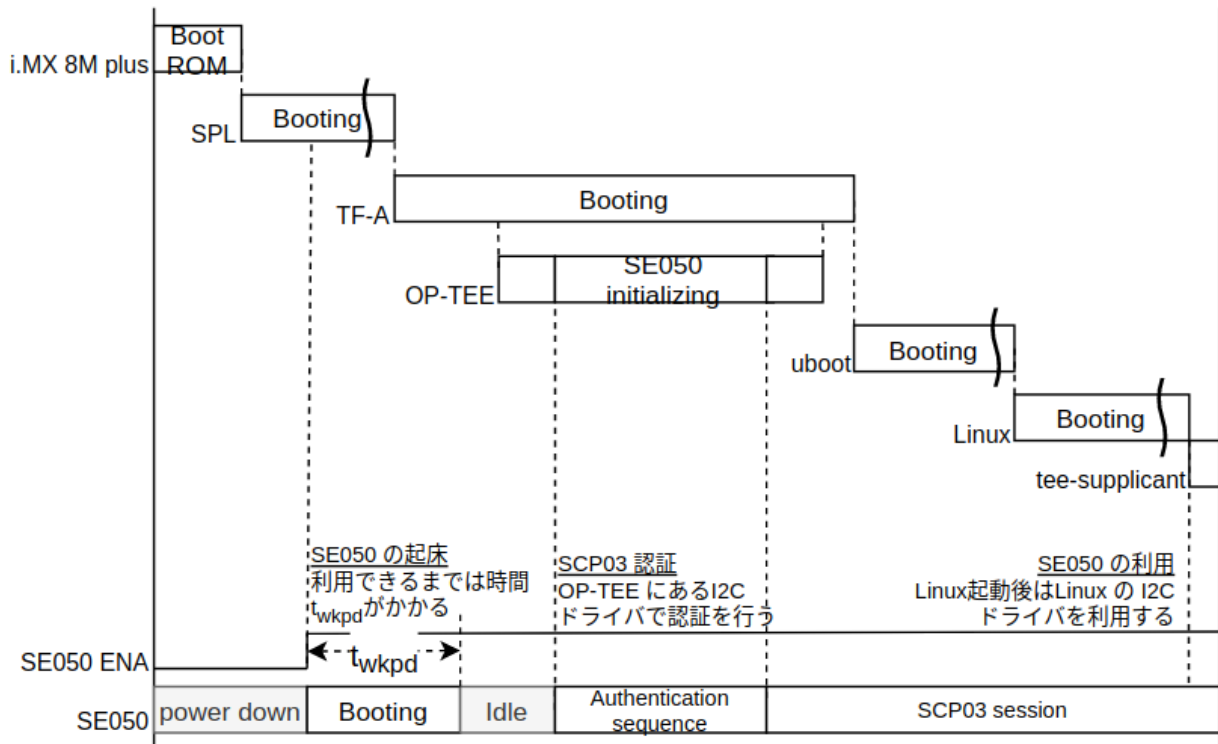 Boot
ROM
i.MX 8M plus
Booting
SPL
Booting
TF-A
SE050
initializing
OP-TEE
Booting
uboot
Booting
Linux
tee-supplicant
SE050 の起床
利用できるまでは時間
twkpdがかかる
SCP03 認証
OP-TEE にあるI2C
ドライバで認証を行う
SE050 の利用
Linux起動後はLinux の I2C
ドライバを利用する
twkpd
SE050 ENA
SE050
power down
Booting
Idle
Authentication
sequence
SCP03 session